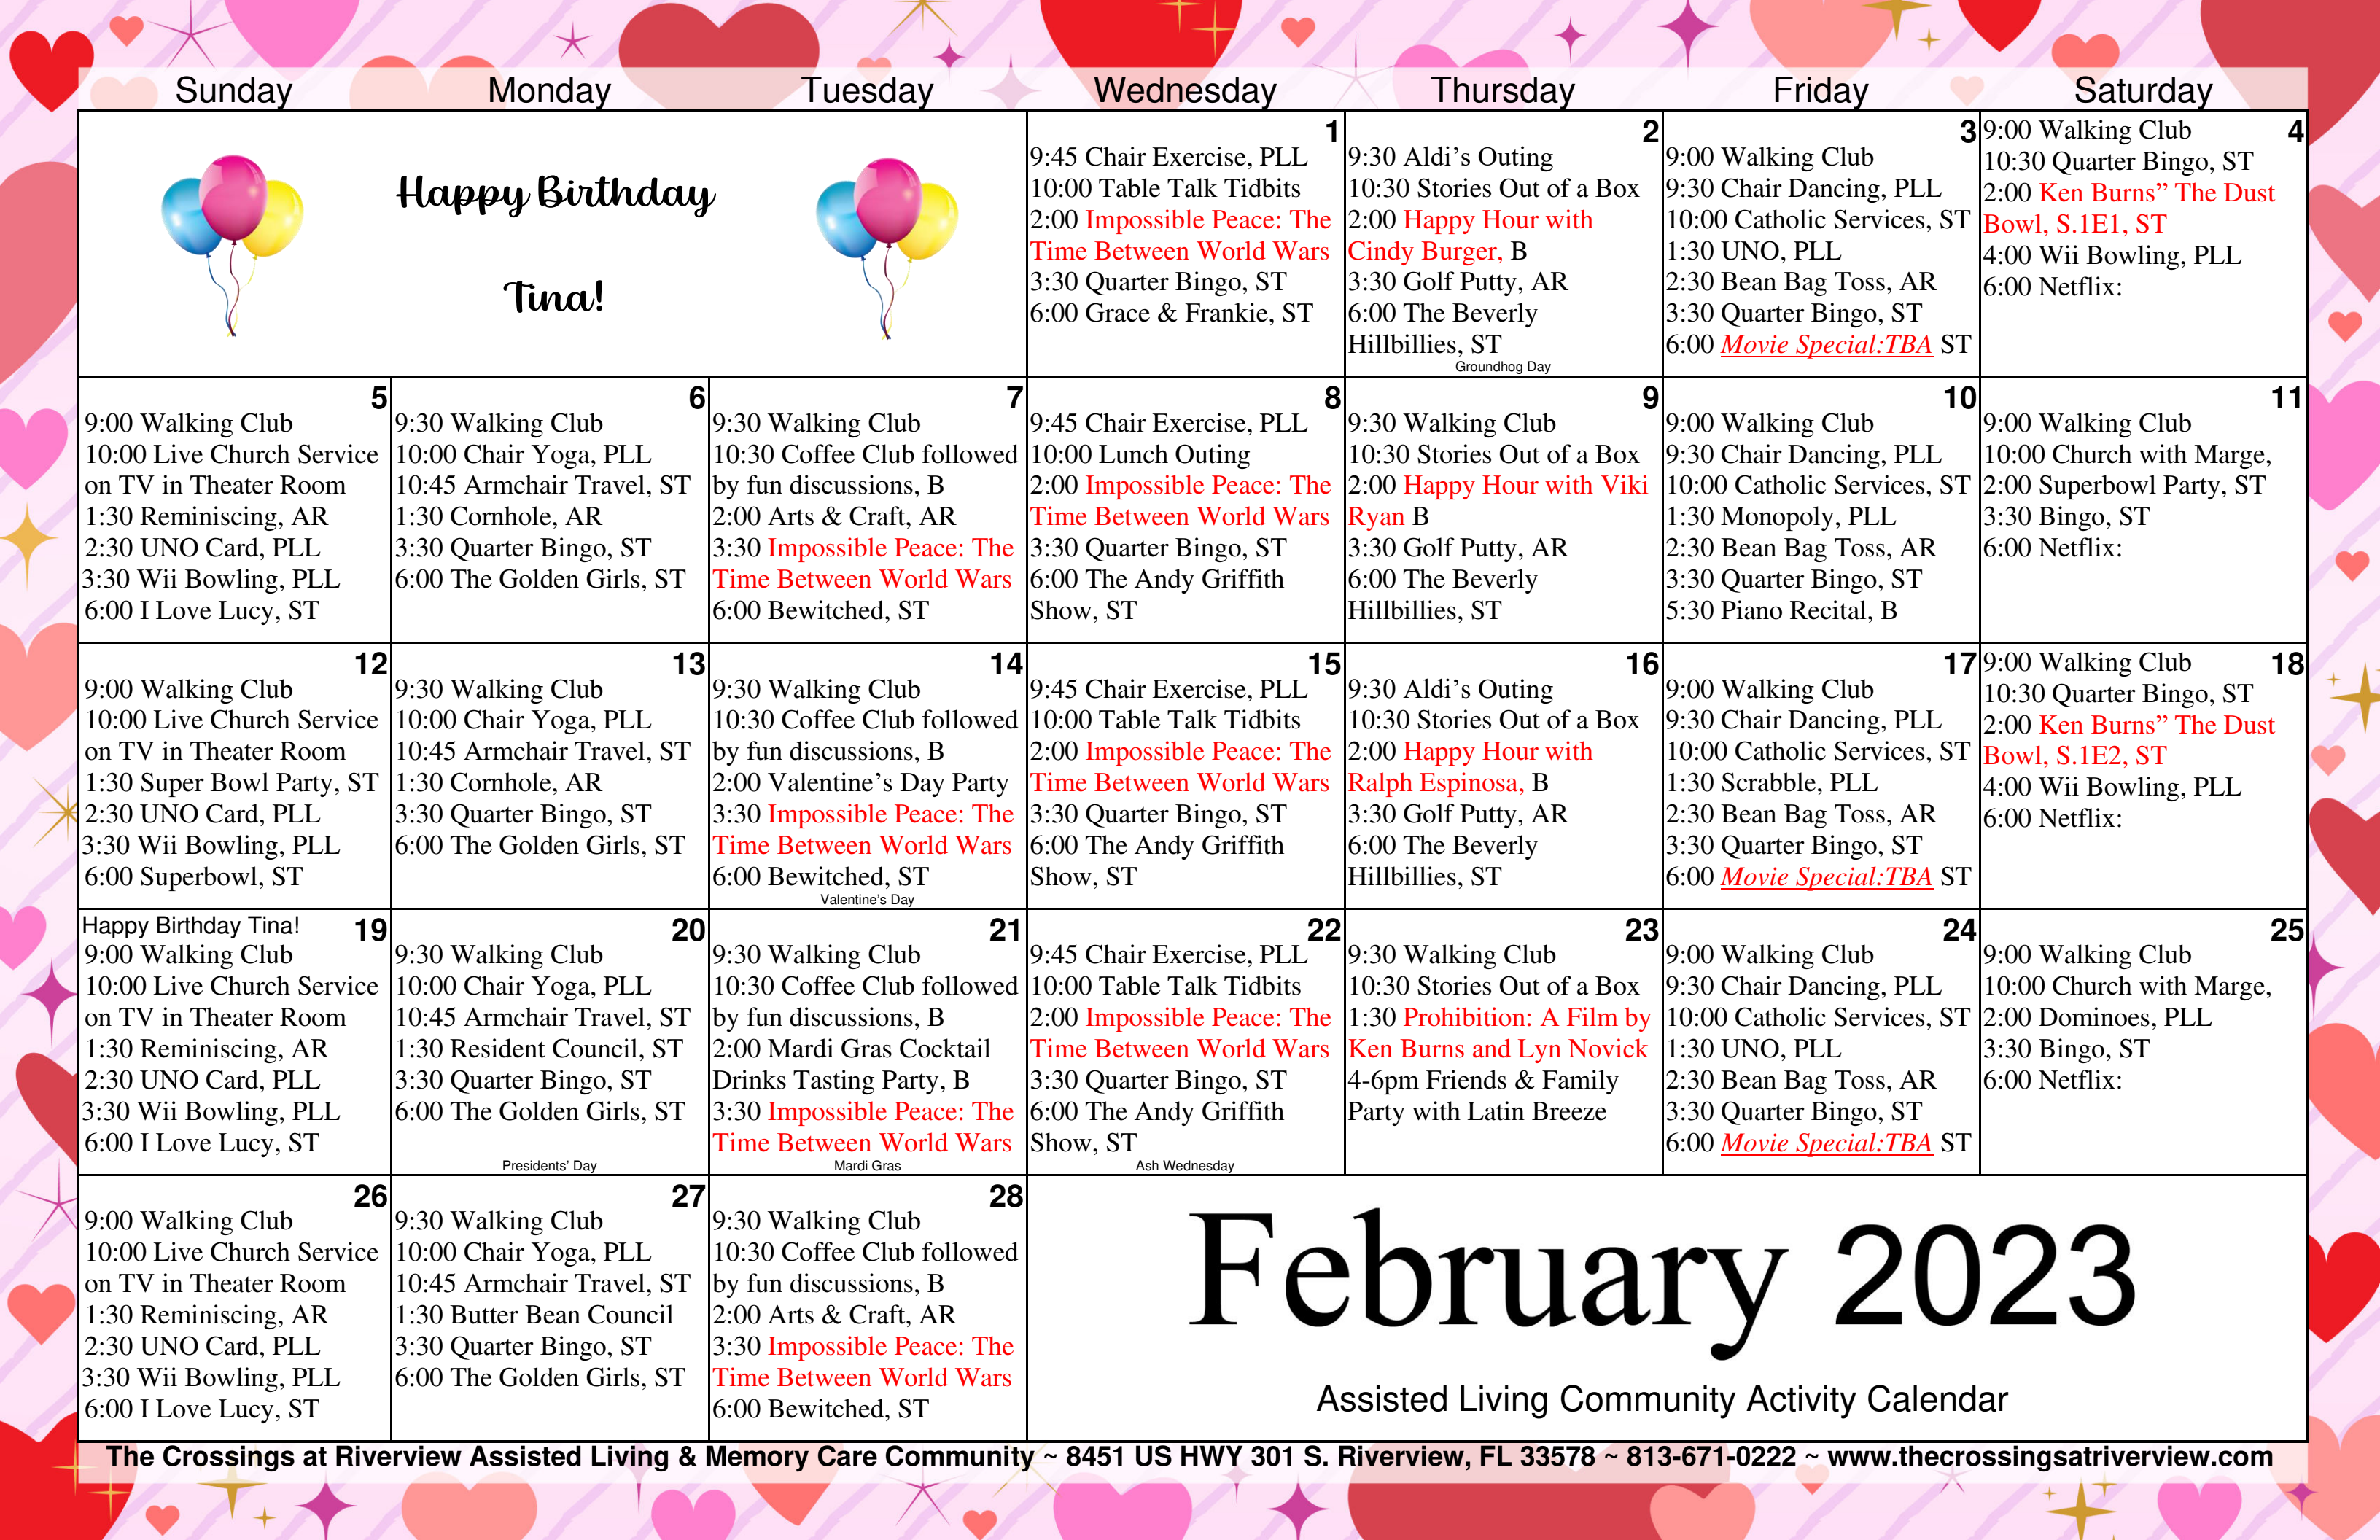 Sunday Monday Tuesday Wednesday Thursday Friday Saturday
Happy Birthday
Tina!
1
9:45 Chair Exercise, PLL
10:00 Table Talk Tidbits
2:00 Impossible Peace: The
Time Between World Wars
3:30 Quarter Bingo, ST
6:00 Grace & Frankie, ST
2
9:30 Aldi’s Outing
10:30 Stories Out of a Box
2:00 Happy Hour with
Cindy Burger, B
3:30 Golf Putty, AR
6:00 The Beverly
Hillbillies, ST
Groundhog Day
3
9:00 Walking Club
9:30 Chair Dancing, PLL
10:00 Catholic Services, ST
1:30 UNO, PLL
2:30 Bean Bag Toss, AR
3:30 Quarter Bingo, ST
6:00 Movie Special:TBA ST
4
9:00 Walking Club
10:30 Quarter Bingo, ST
2:00 Ken Burns” The Dust
Bowl, S.1E1, ST
4:00 Wii Bowling, PLL
6:00 Netflix:
5
9:00 Walking Club
10:00 Live Church Service
on TV in Theater Room
1:30 Reminiscing, AR
2:30 UNO Card, PLL
3:30 Wii Bowling, PLL
6:00 I Love Lucy, ST
6
9:30 Walking Club
10:00 Chair Yoga, PLL
10:45 Armchair Travel, ST
1:30 Cornhole, AR
3:30 Quarter Bingo, ST
6:00 The Golden Girls, ST
7
9:30 Walking Club
10:30 Coffee Club followed
by fun discussions, B
2:00 Arts & Craft, AR
3:30 Impossible Peace: The
Time Between World Wars
6:00 Bewitched, ST
8
9:45 Chair Exercise, PLL
10:00 Lunch Outing
2:00 Impossible Peace: The
Time Between World Wars
3:30 Quarter Bingo, ST
6:00 The Andy Griffith
Show, ST
9
9:30 Walking Club
10:30 Stories Out of a Box
2:00 Happy Hour with Viki
Ryan B
3:30 Golf Putty, AR
6:00 The Beverly
Hillbillies, ST
10
9:00 Walking Club
9:30 Chair Dancing, PLL
10:00 Catholic Services, ST
1:30 Monopoly, PLL
2:30 Bean Bag Toss, AR
3:30 Quarter Bingo, ST
5:30 Piano Recital, B
11
9:00 Walking Club
10:00 Church with Marge,
2:00 Superbowl Party, ST
3:30 Bingo, ST
6:00 Netflix:
12
9:00 Walking Club
10:00 Live Church Service
on TV in Theater Room
1:30 Super Bowl Party, ST
2:30 UNO Card, PLL
3:30 Wii Bowling, PLL
6:00 Superbowl, ST
13
9:30 Walking Club
10:00 Chair Yoga, PLL
10:45 Armchair Travel, ST
1:30 Cornhole, AR
3:30 Quarter Bingo, ST
6:00 The Golden Girls, ST
14
9:30 Walking Club
10:30 Coffee Club followed
by fun discussions, B
2:00 Valentine’s Day Party
3:30 Impossible Peace: The
Time Between World Wars
6:00 Bewitched, ST
Valentine’s Day
15
9:45 Chair Exercise, PLL
10:00 Table Talk Tidbits
2:00 Impossible Peace: The
Time Between World Wars
3:30 Quarter Bingo, ST
6:00 The Andy Griffith
Show, ST
16
9:30 Aldi’s Outing
10:30 Stories Out of a Box
2:00 Happy Hour with
Ralph Espinosa, B
3:30 Golf Putty, AR
6:00 The Beverly
Hillbillies, ST
17
9:00 Walking Club
9:30 Chair Dancing, PLL
10:00 Catholic Services, ST
1:30 Scrabble, PLL
2:30 Bean Bag Toss, AR
3:30 Quarter Bingo, ST
6:00 Movie Special:TBA ST
18
9:00 Walking Club
10:30 Quarter Bingo, ST
2:00 Ken Burns” The Dust
Bowl, S.1E2, ST
4:00 Wii Bowling, PLL
6:00 Netflix:
Happy Birthday Tina! 19
9:00 Walking Club
10:00 Live Church Service
on TV in Theater Room
1:30 Reminiscing, AR
2:30 UNO Card, PLL
3:30 Wii Bowling, PLL
6:00 I Love Lucy, ST
20
9:30 Walking Club
10:00 Chair Yoga, PLL
10:45 Armchair Travel, ST
1:30 Resident Council, ST
3:30 Quarter Bingo, ST
6:00 The Golden Girls, ST
Presidents’ Day
21
9:30 Walking Club
10:30 Coffee Club followed
by fun discussions, B
2:00 Mardi Gras Cocktail
Drinks Tasting Party, B
3:30 Impossible Peace: The
Time Between World Wars
Mardi Gras
22
9:45 Chair Exercise, PLL
10:00 Table Talk Tidbits
2:00 Impossible Peace: The
Time Between World Wars
3:30 Quarter Bingo, ST
6:00 The Andy Griffith
Show, ST
Ash Wednesday
23
9:30 Walking Club
10:30 Stories Out of a Box
1:30 Prohibition: A Film by
Ken Burns and Lyn Novick
4-6pm Friends & Family
Party with Latin Breeze
24
9:00 Walking Club
9:30 Chair Dancing, PLL
10:00 Catholic Services, ST
1:30 UNO, PLL
2:30 Bean Bag Toss, AR
3:30 Quarter Bingo, ST
6:00 Movie Special:TBA ST
25
9:00 Walking Club
10:00 Church with Marge,
2:00 Dominoes, PLL
3:30 Bingo, ST
6:00 Netflix:
26
9:00 Walking Club
10:00 Live Church Service
on TV in Theater Room
1:30 Reminiscing, AR
2:30 UNO Card, PLL
3:30 Wii Bowling, PLL
6:00 I Love Lucy, ST
27
9:30 Walking Club
10:00 Chair Yoga, PLL
10:45 Armchair Travel, ST
1:30 Butter Bean Council
3:30 Quarter Bingo, ST
6:00 The Golden Girls, ST
28
9:30 Walking Club
10:30 Coffee Club followed
by fun discussions, B
2:00 Arts & Craft, AR
3:30 Impossible Peace: The
Time Between World Wars
6:00 Bewitched, ST
February 2023
Assisted Living Community Activity Calendar
The Crossings at Riverview Assisted Living & Memory Care Community ~ 8451 US HWY 301 S. Riverview, FL 33578 ~ 813-671-0222 ~ www.thecrossingsatriverview.com